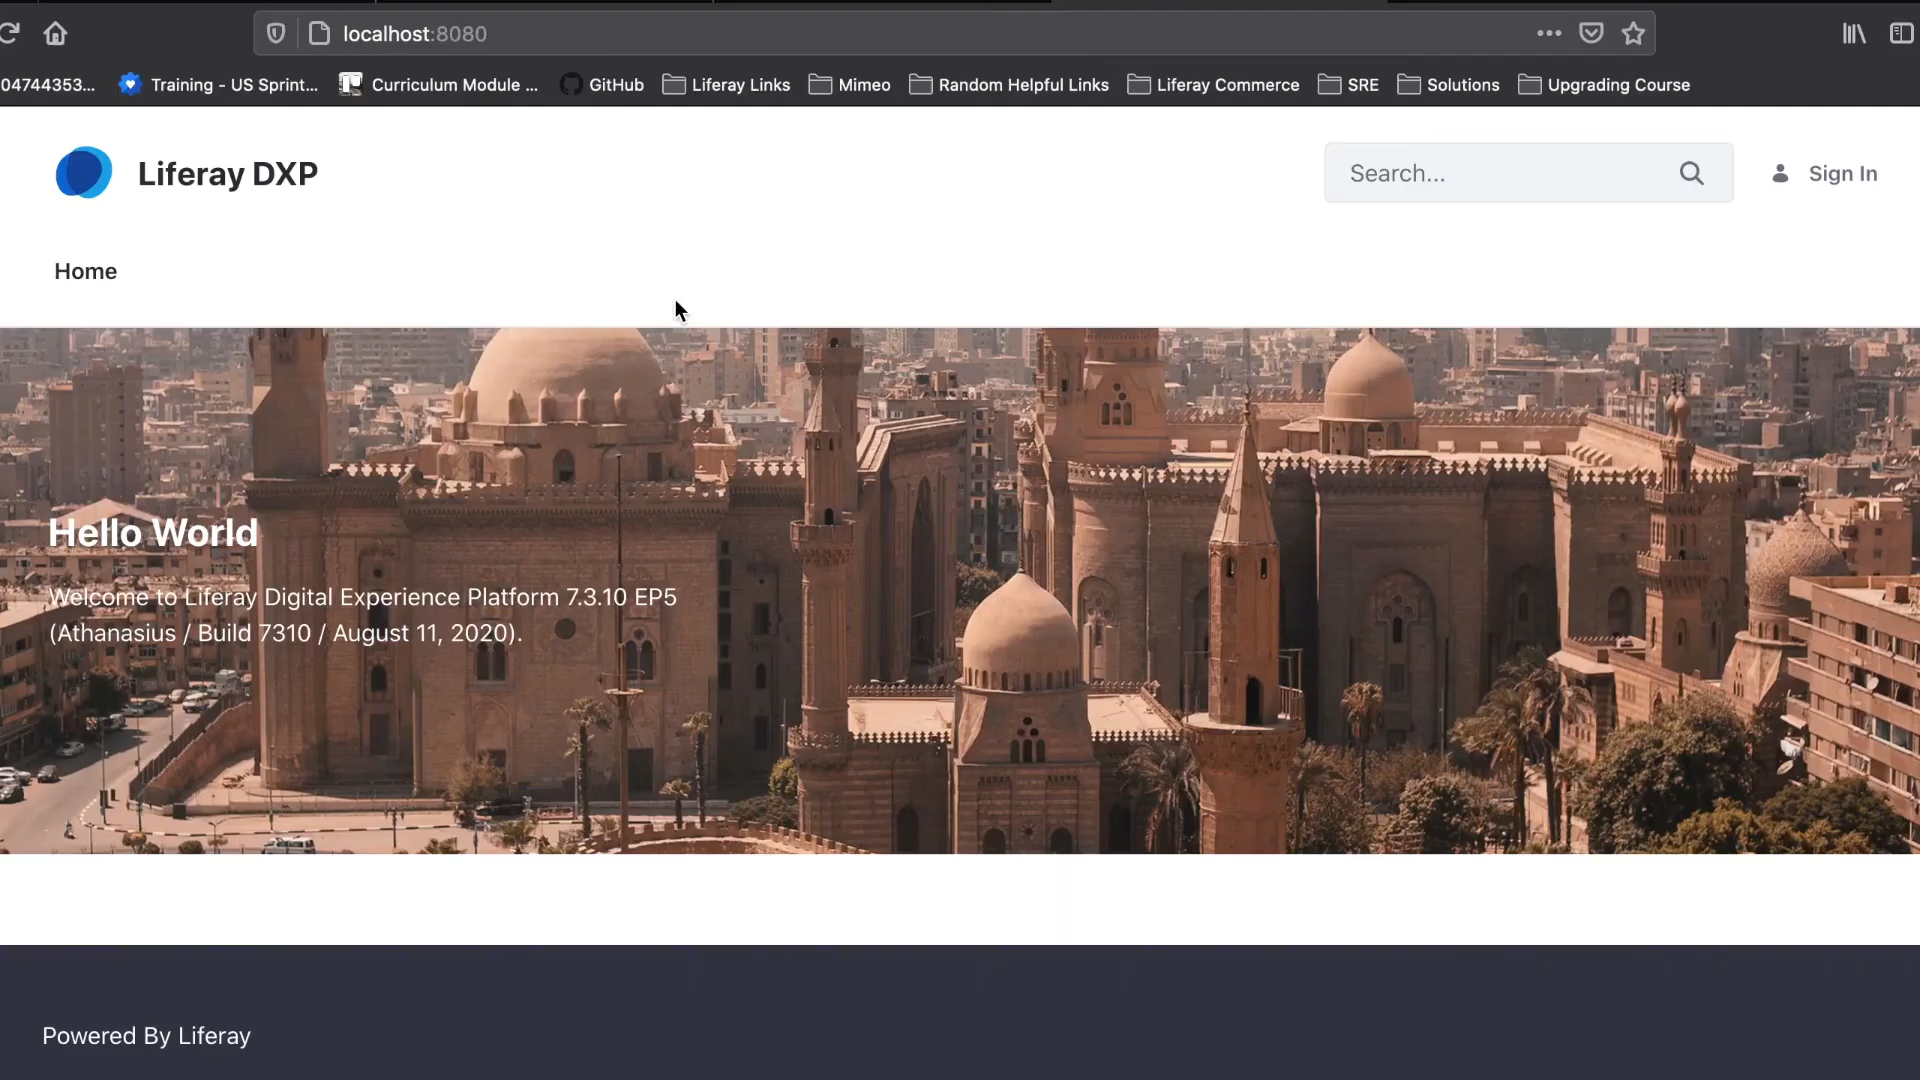 localhost:8080
04744353...
Training - US Sprint...
Curriculum Module ...
GitHub
Liferay Links
Mimeo
Random Helpful Links
Liferay Commerce
SRE
Solutions
Upgrading Course
Liferay DXP
Search...
Sign In
Home
Hello World
Welcome to Liferay Digital Experience Platform 7.3.10 EP5
(Athanasius / Build 7310 / August 11, 2020).
Powered By Liferay